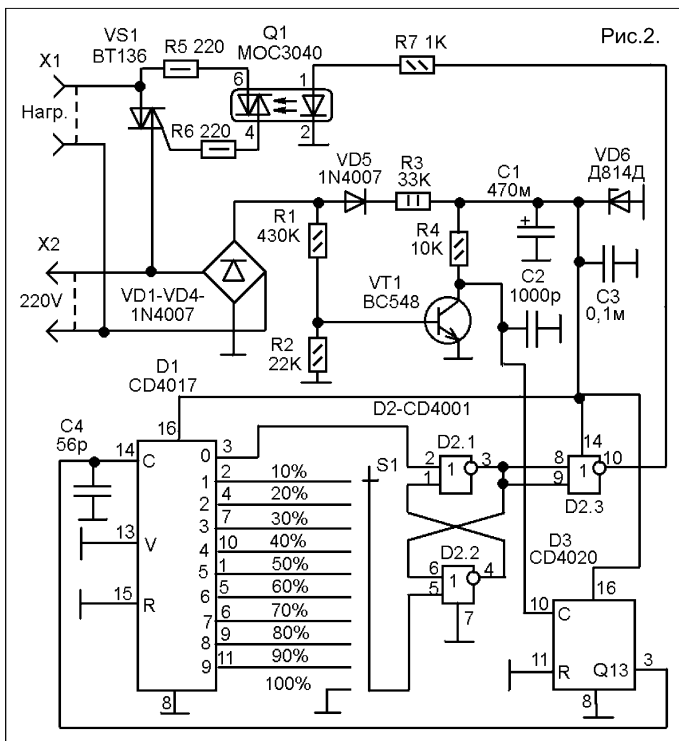 Рис.2.
VS1
BT136
R5 220
Q1
MOC3040
R7 1K
X1
6
1
Нагр.
R6 220
4
2
VD5
1N4007
R3
33K
C1
470м
VD6
Д814Д
R1
430K
+
R4
10K
X2
220V
VD1-VD4-
1N4007
VT1
BC548
C2
1000р
C3
0,1м
R2
22K
D1
CD4017
D2-CD4001
C4
56р
16
14
C
0
3
S1
D2.1
2
1
1
3
14
8
9
1
10
D2.3
1
2
10%
2
4
20%
3
7
30%
13
V
4
10
40%
5
1
50%
D2.2
6
5
1
4
7
D3
CD4020
16
15
R
6
5
60%
7
6
70%
10
C
8
9
80%
9
11
90%
11
R
Q13
3
100%
8
8